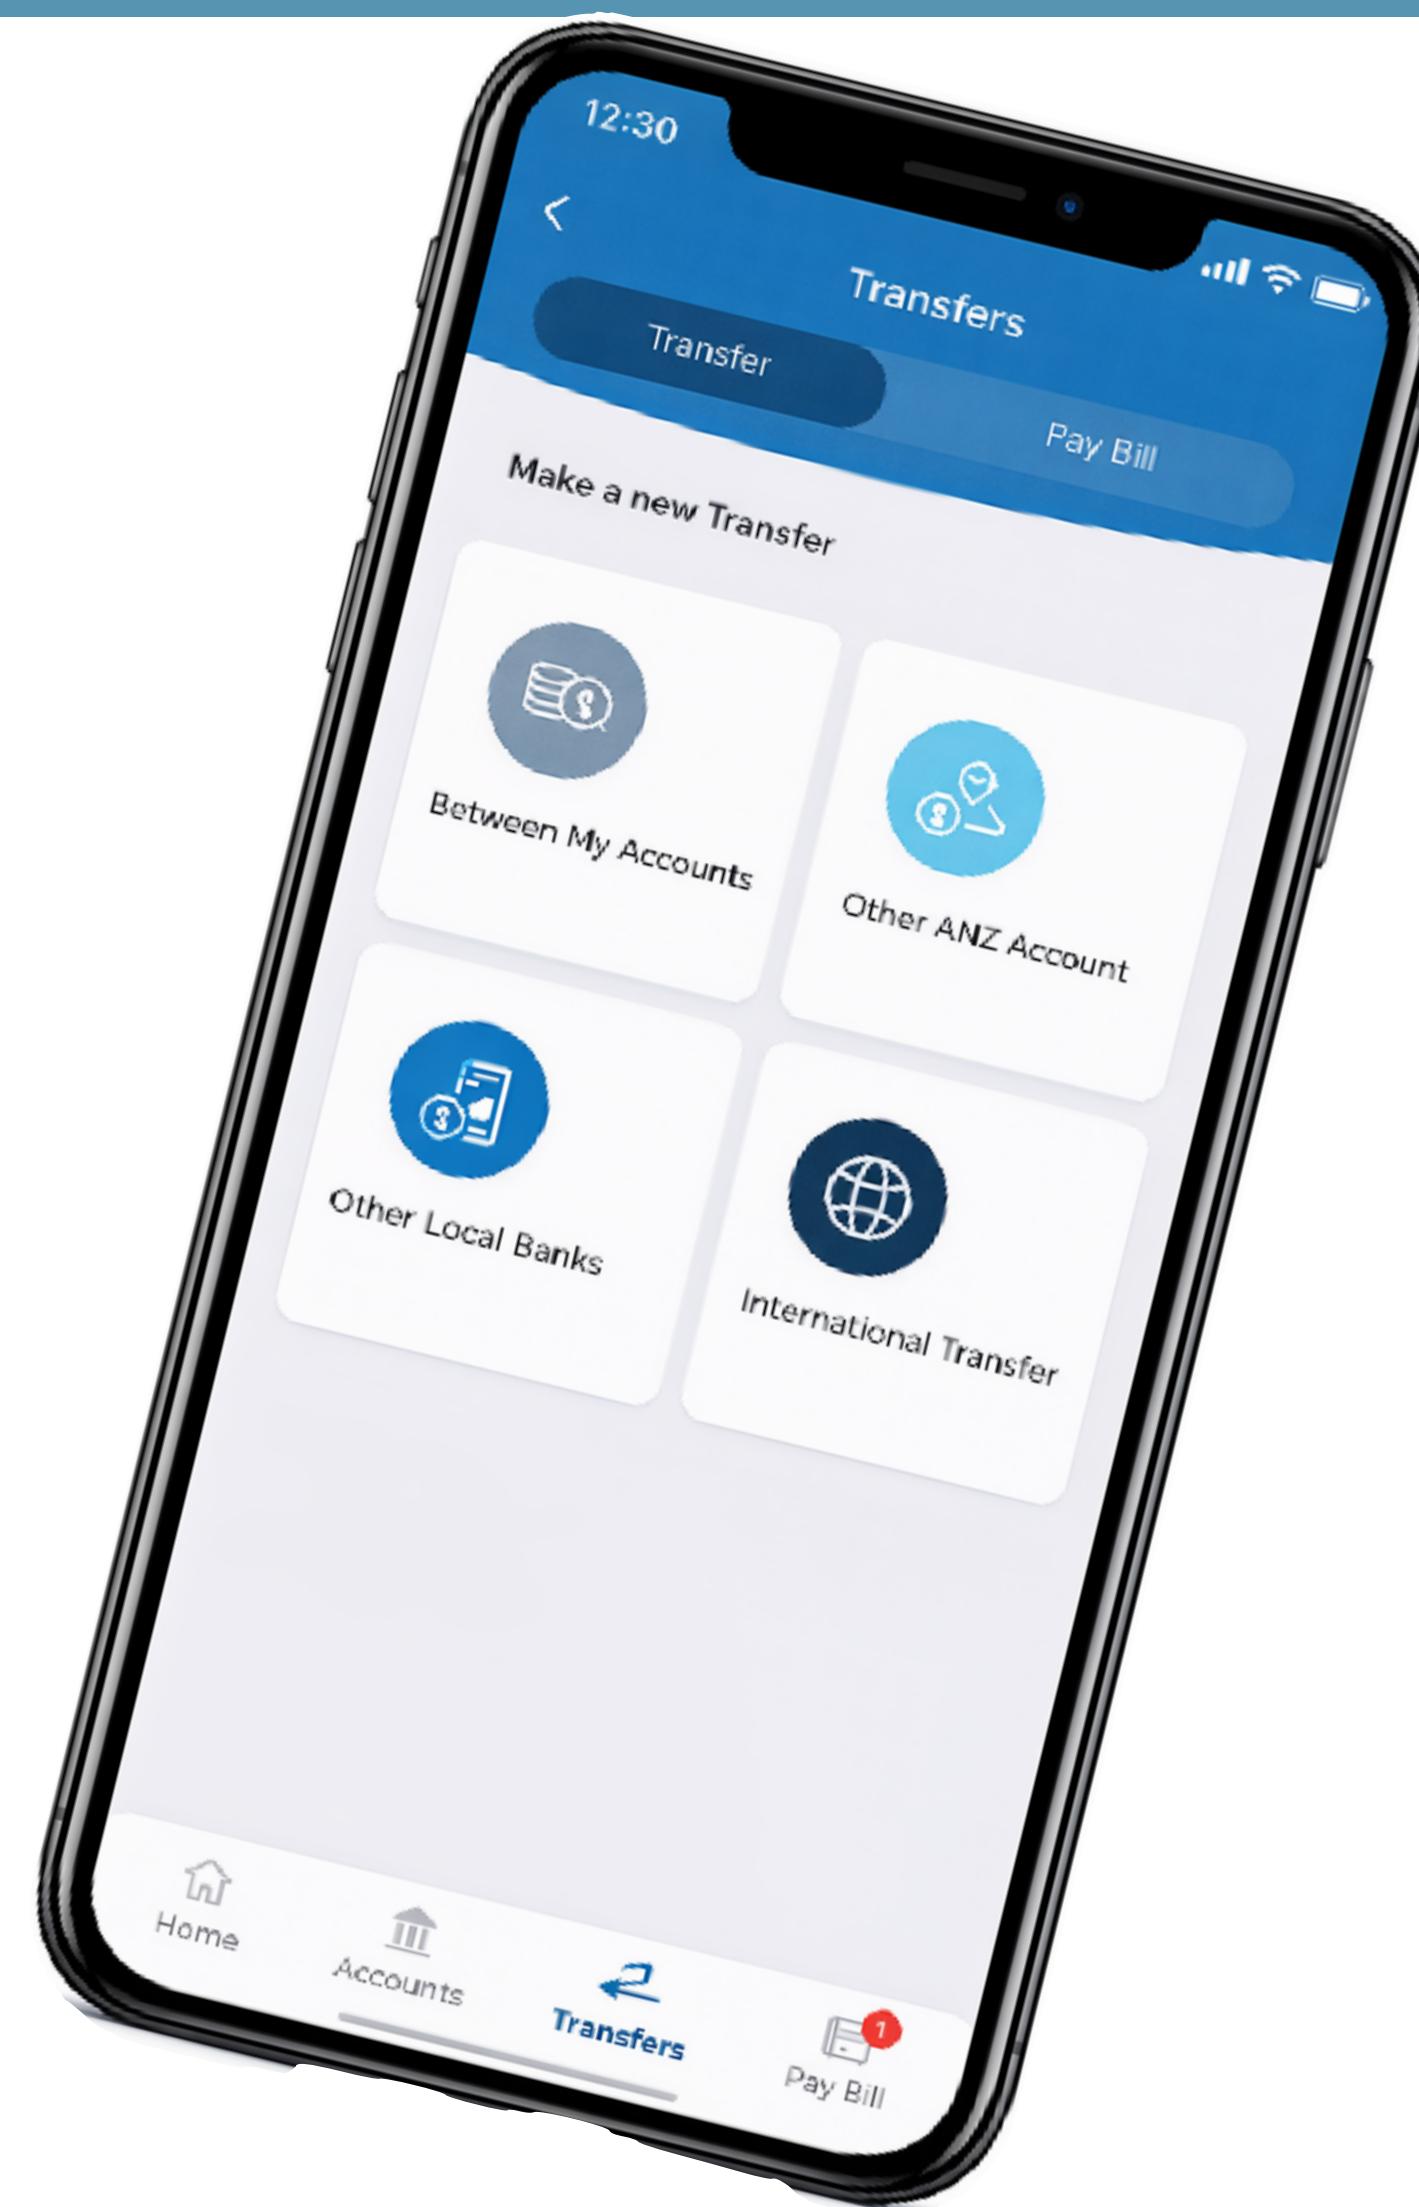 12:30
Transfers
Transfer
Pay Bill
Make a new Transfer
Between My Accounts
Other ANZ Account
Other Local Banks
International Transfer
Home
Accounts
Transfers
1
Pay Bill